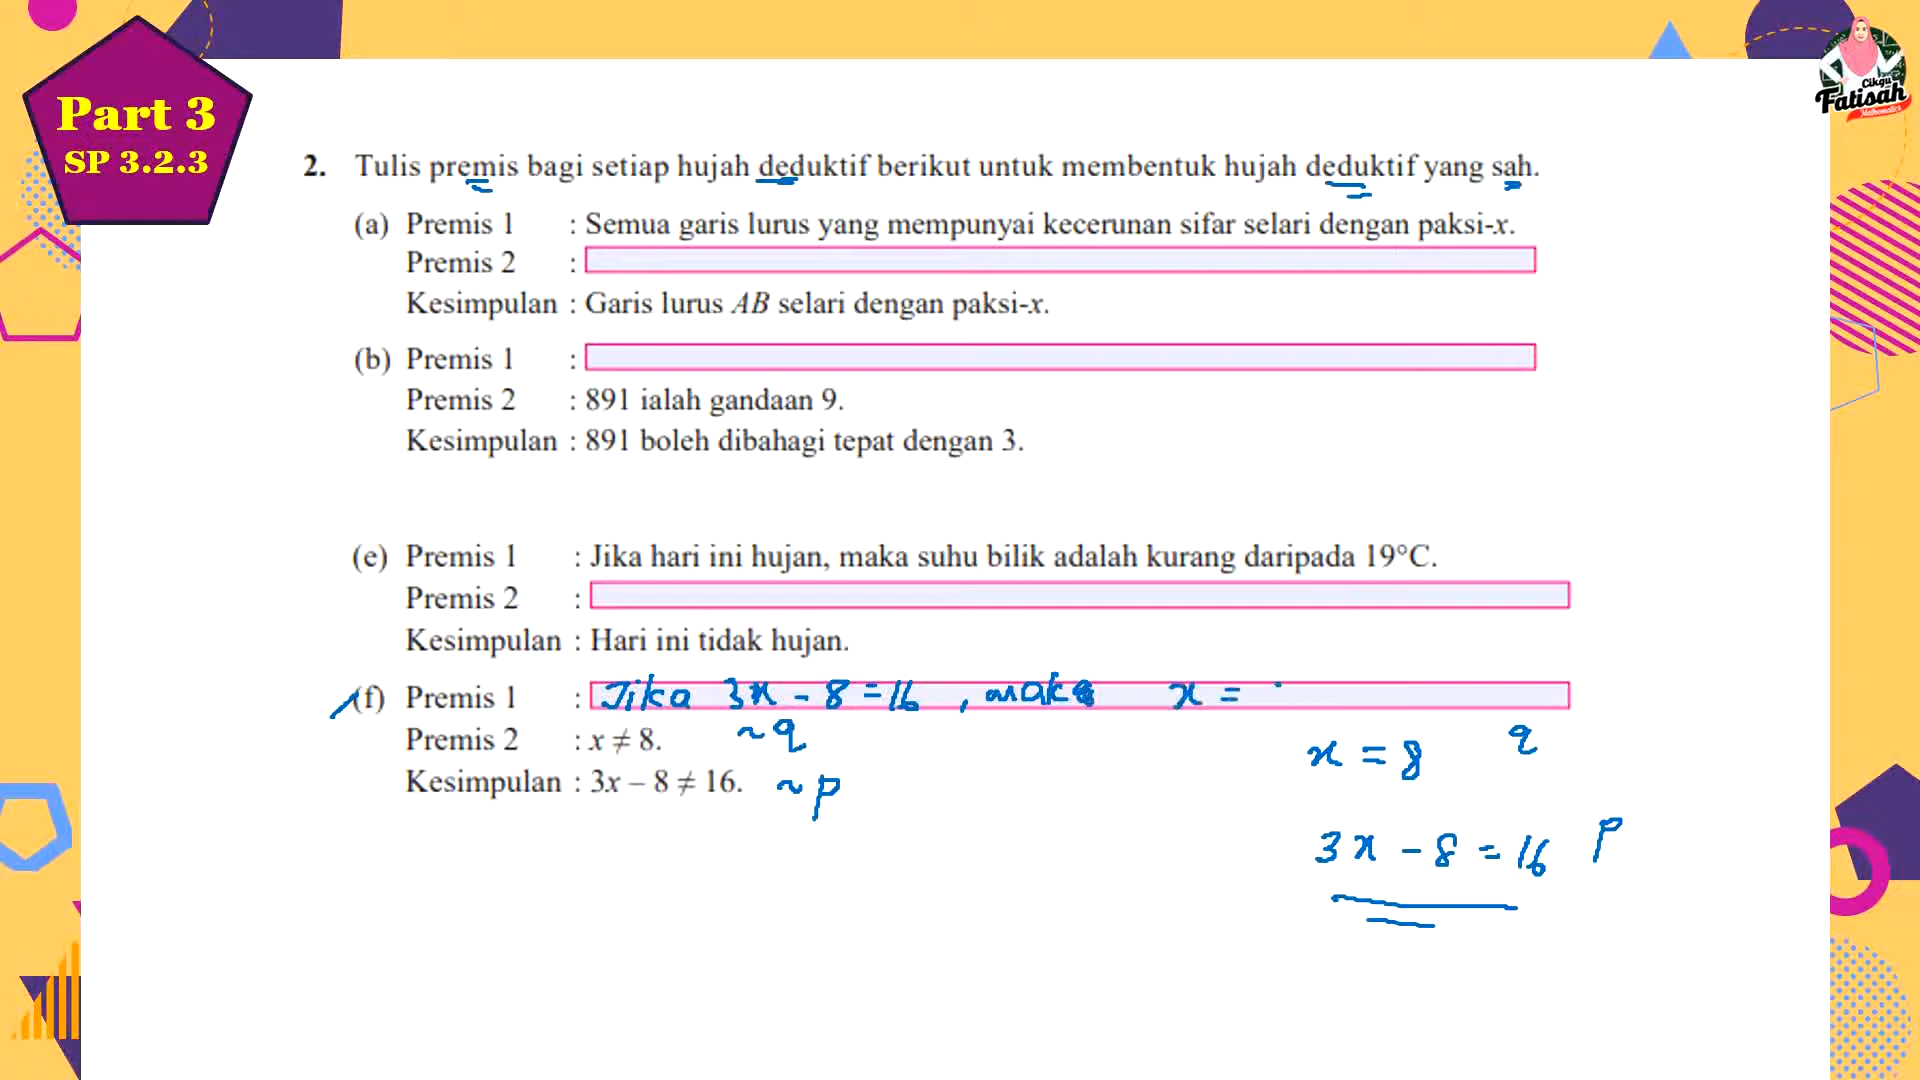 Part 3
SP 3.2.3
Cikgu
Fatisah
Mathematics
2. Tulis premis bagi setiap hujah deduktif berikut untuk membentuk hujah deduktif yang sah.
(a) Premis 1 : Semua garis lurus yang mempunyai kecerunan sifar selari dengan paksi-x.
Premis 2 :
Kesimpulan : Garis lurus AB selari dengan paksi-x.
(b) Premis 1 :
Premis 2 : 891 ialah gandaan 9.
Kesimpulan : 891 boleh dibahagi tepat dengan 3.
(e) Premis 1 : Jika hari ini hujan, maka suhu bilik adalah kurang daripada 19°C.
Premis 2 :
Kesimpulan : Hari ini tidak hujan.
(f) Premis 1 : Jika 3x - 8 = 16 , maka x =
Premis 2 : x ≠ 8. ~q
x = 8 q
Kesimpulan : 3x – 8 ≠ 16. ~p
3x - 8 = 16 p